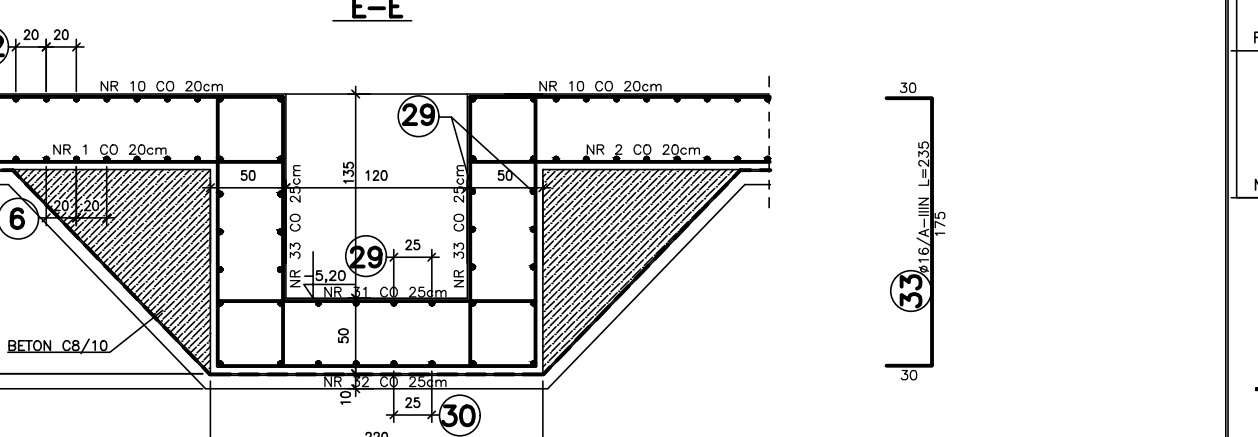 E-E
20 20
NR 10 CO 20cm
NR 10 CO 20cm
30
29
NR 1 CO 20cm
NR 2 CO 20cm
50
135
120
50
ø16/A-IIIN L=235
175
33
20 20
6
NR 33 CO 25cm
NR 33 CO 25cm
29
25
-5,20
NR 31 CO 25cm
50
BETON C8/10
30
NR 32 CO 25cm
10
25
30
220